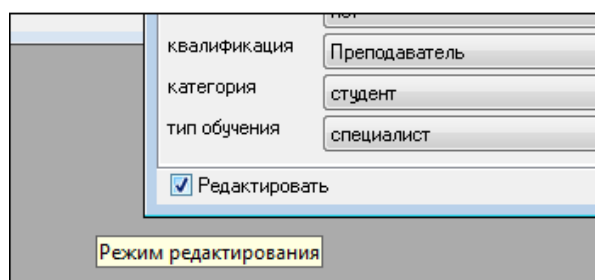 квалификация
Преподаватель
категория
студент
тип обучения
специалист
Редактировать
Режим редактирования